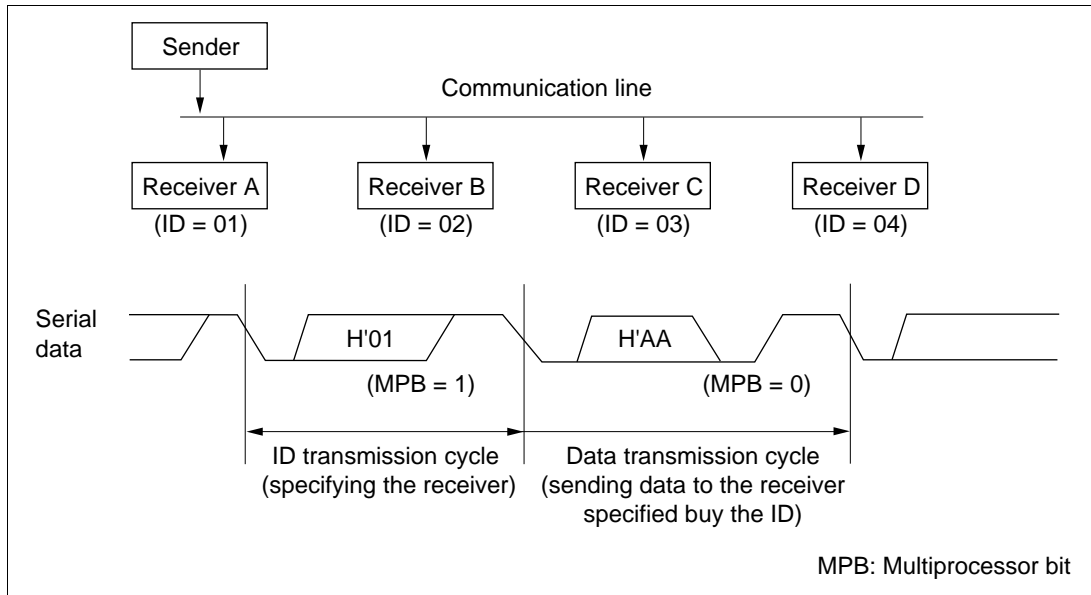 Sender
Communication line
Receiver A
Receiver B
Receiver C
Receiver D
(ID = 01)
(ID = 02)
(ID = 03)
(ID = 04)
Serial
data
H'01
H'AA
(MPB = 1)
(MPB = 0)
ID transmission cycle
(specifying the receiver)
Data transmission cycle
(sending data to the receiver
specified buy the ID)
MPB: Multiprocessor bit